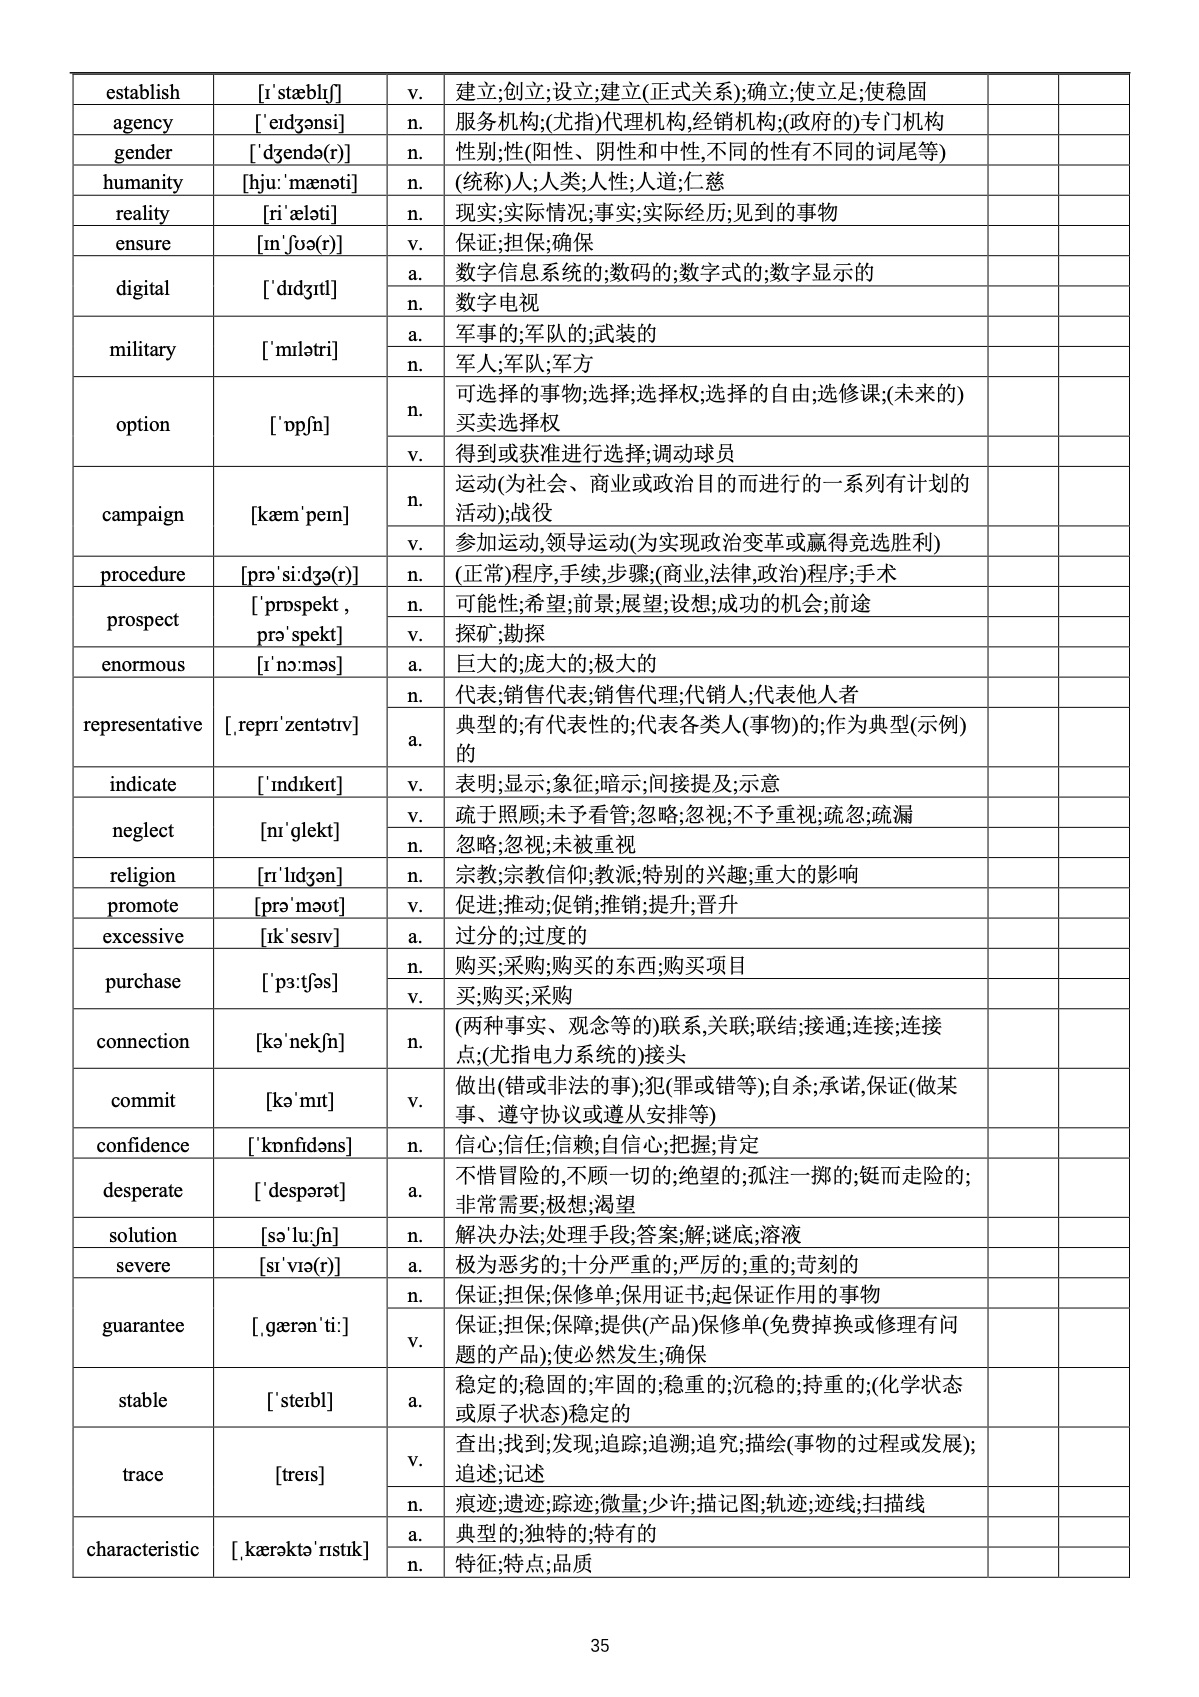 establish [ɪˈstæblɪʃ] v. 建立;创立;设立;建立(正式关系);确立;使立足;使稳固
agency [ˈeɪdʒənsi] n. 服务机构;(尤指)代理机构,经销机构;(政府的)专门机构
gender [ˈdʒendə(r)] n. 性别;性(阳性、阴性和中性,不同的性有不同的词尾等)
humanity [hjuːˈmænəti] n. (统称)人;人类;人性;人道;仁慈
reality [riˈæləti] n. 现实;实际情况;事实;实际经历;见到的事物
ensure [ɪnˈʃʊə(r)] v. 保证;担保;确保
digital [ˈdɪdʒɪtl] a. 数字信息系统的;数码的;数字式的;数字显示的
n. 数字电视
military [ˈmɪlətri] a. 军事的;军队的;武装的
n. 军人;军队;军方
option [ˈɒpʃn] n. 可选择的事物;选择;选择权;选择的自由;选修课;(未来的)
买卖选择权
v. 得到或获准进行选择;调动球员
campaign [kæmˈpeɪn] n. 运动(为社会、商业或政治目的而进行的一系列有计划的
活动);战役
v. 参加运动,领导运动(为实现政治变革或赢得竞选胜利)
procedure [prəˈsiːdʒə(r)] n. (正常)程序,手续,步骤;(商业,法律,政治)程序;手术
prospect [ˈprɒspekt , n. 可能性;希望;前景;展望;设想;成功的机会;前途
prəˈspekt] v. 探矿;勘探
enormous [ɪˈnɔːməs] a. 巨大的;庞大的;极大的
representative [ˌreprɪˈzentətɪv] n. 代表;销售代表;销售代理;代销人;代表他人者
a. 典型的;有代表性的;代表各类人(事物)的;作为典型(示例)
的
indicate [ˈɪndɪkeɪt] v. 表明;显示;象征;暗示;间接提及;示意
neglect [nɪˈɡlekt] v. 疏于照顾;未予看管;忽略;忽视;不予重视;疏忽;疏漏
n. 忽略;忽视;未被重视
religion [rɪˈlɪdʒən] n. 宗教;宗教信仰;教派;特别的兴趣;重大的影响
promote [prəˈməʊt] v. 促进;推动;促销;推销;提升;晋升
excessive [ɪkˈsesɪv] a. 过分的;过度的
purchase [ˈpɜːtʃəs] n. 购买;采购;购买的东西;购买项目
v. 买;购买;采购
connection [kəˈnekʃn] n. (两种事实、观念等的)联系,关联;联结;接通;连接;连接
点;(尤指电力系统的)接头
commit [kəˈmɪt] v. 做出(错或非法的事);犯(罪或错等);自杀;承诺,保证(做某
事、遵守协议或遵从安排等)
confidence [ˈkɒnfɪdəns] n. 信心;信任;信赖;自信心;把握;肯定
desperate [ˈdespərət] a. 不惜冒险的,不顾一切的;绝望的;孤注一掷的;铤而走险的;
非常需要;极想;渴望
solution [səˈluːʃn] n. 解决办法;处理手段;答案;解;谜底;溶液
severe [sɪˈvɪə(r)] a. 极为恶劣的;十分严重的;严厉的;重的;苛刻的
guarantee [ˌɡærənˈtiː] n. 保证;担保;保修单;保用证书;起保证作用的事物
v. 保证;担保;保障;提供(产品)保修单(免费掉换或修理有问
题的产品);使必然发生;确保
stable [ˈsteɪbl] a. 稳定的;稳固的;牢固的;稳重的;沉稳的;持重的;(化学状态
或原子状态)稳定的
trace [treɪs] v. 查出;找到;发现;追踪;追溯;追究;描绘(事物的过程或发展);
追述;记述
n. 痕迹;遗迹;踪迹;微量;少许;描记图;轨迹;迹线;扫描线
characteristic [ˌkærəktəˈrɪstɪk] a. 典型的;独特的;特有的
n. 特征;特点;品质
35